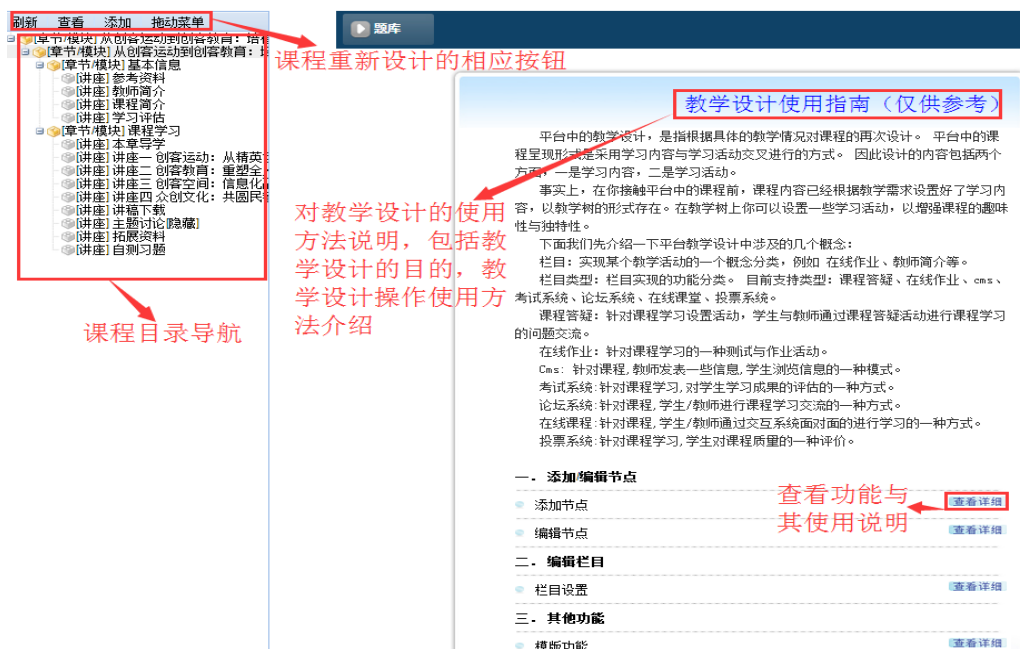 刷新 查看 添加 拖动菜单
题库
[章节/模块] 从创客运动到创客教育：培
[章节/模块] 从创客运动到创客教育：培
[章节/模块] 基本信息
[讲座] 参考资料
[讲座] 教师简介
[讲座] 课程简介
[讲座] 学习评估
[章节/模块] 课程学习
[讲座] 本章导学
[讲座] 讲座一 创客运动：从精英
[讲座] 讲座二 创客教育：重塑全
[讲座] 讲座三 创客空间：信息化
[讲座] 讲座四 众创文化：共圆民
[讲座] 讲稿下载
[讲座] 主题讨论[隐藏]
[讲座] 拓展资料
[讲座] 自测习题
课程重新设计的相应按钮
课程目录导航
对教学设计的使用
方法说明，包括教
学设计的目的，教
学设计操作使用方
法介绍
教学设计使用指南（仅供参考）
平台中的教学设计，是指根据具体的教学情况对课程的再次设计。 平台中的课
程呈现形式是采用学习内容与学习活动交叉进行的方式。 因此设计的内容包括两个
方面，一是学习内容，二是学习活动。
事实上，在你接触平台中的课程前，课程内容已经根据教学需求设置好了学习内
容，以教学树的形式存在。在教学树上你可以设置一些学习活动，以增强课程的趣味
性与独特性。
下面我们先介绍一下平台教学设计中涉及的几个概念：
栏目：实现某个教学活动的一个概念分类，例如 在线作业、教师简介等。
栏目类型：栏目实现的功能分类。 目前支持类型：课程答疑、在线作业、cms、
考试系统、论坛系统、在线课堂、投票系统。
课程答疑：针对课程学习设置活动，学生与教师通过课程答疑活动进行课程学习
的问题交流。
在线作业：针对课程学习的一种测试与作业活动。
Cms: 针对课程,教师发表一些信息,学生浏览信息的一种模式。
考试系统:针对课程学习,对学生学习成果的评估的一种方式。
论坛系统:针对课程,学生/教师进行课程学习交流的一种方式。
在线课程:针对课程,学生/教师通过交互系统面对面的进行学习的一种方式。
投票系统:针对课程学习,学生对课程质量的一种评价。
一. 添加/编辑节点
添加节点 查看详细
查看功能与
其使用说明
编辑节点 查看详细
二. 编辑栏目
栏目设置 查看详细
三. 其他功能
模版功能 查看详细